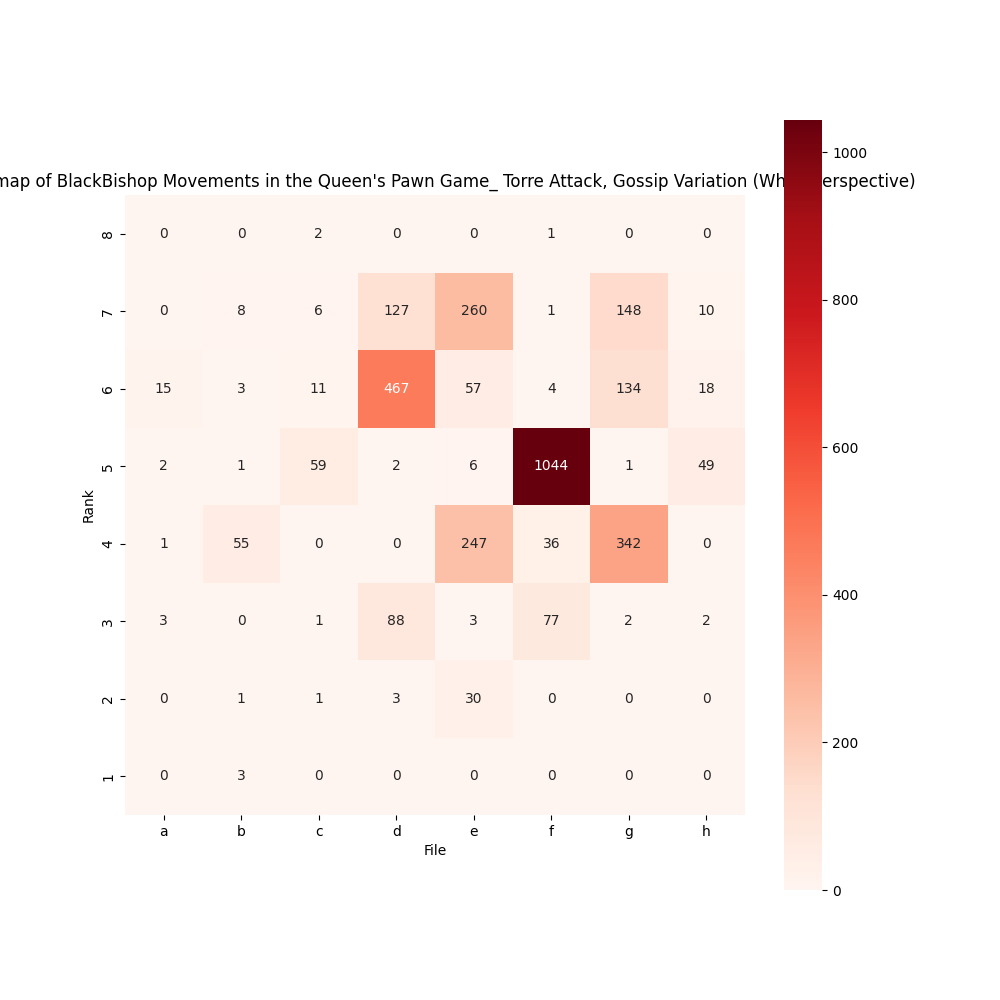 map of BlackBishop Movements in the Queen's Pawn Game_ Torre Attack, Gossip Variation (Wh erspective)
8 0 0 2 0 0 1 0 0
7 0 8 6 127 260 1 148 10
6 15 3 11 467 57 4 134 18
5 2 1 59 2 6 1044 1 49
4 1 55 0 0 247 36 342 0
3 3 0 1 88 3 77 2 2
2 0 1 1 3 30 0 0 0
1 0 3 0 0 0 0 0 0
a b c d e f g h
File
Rank
1000
800
600
400
200
0